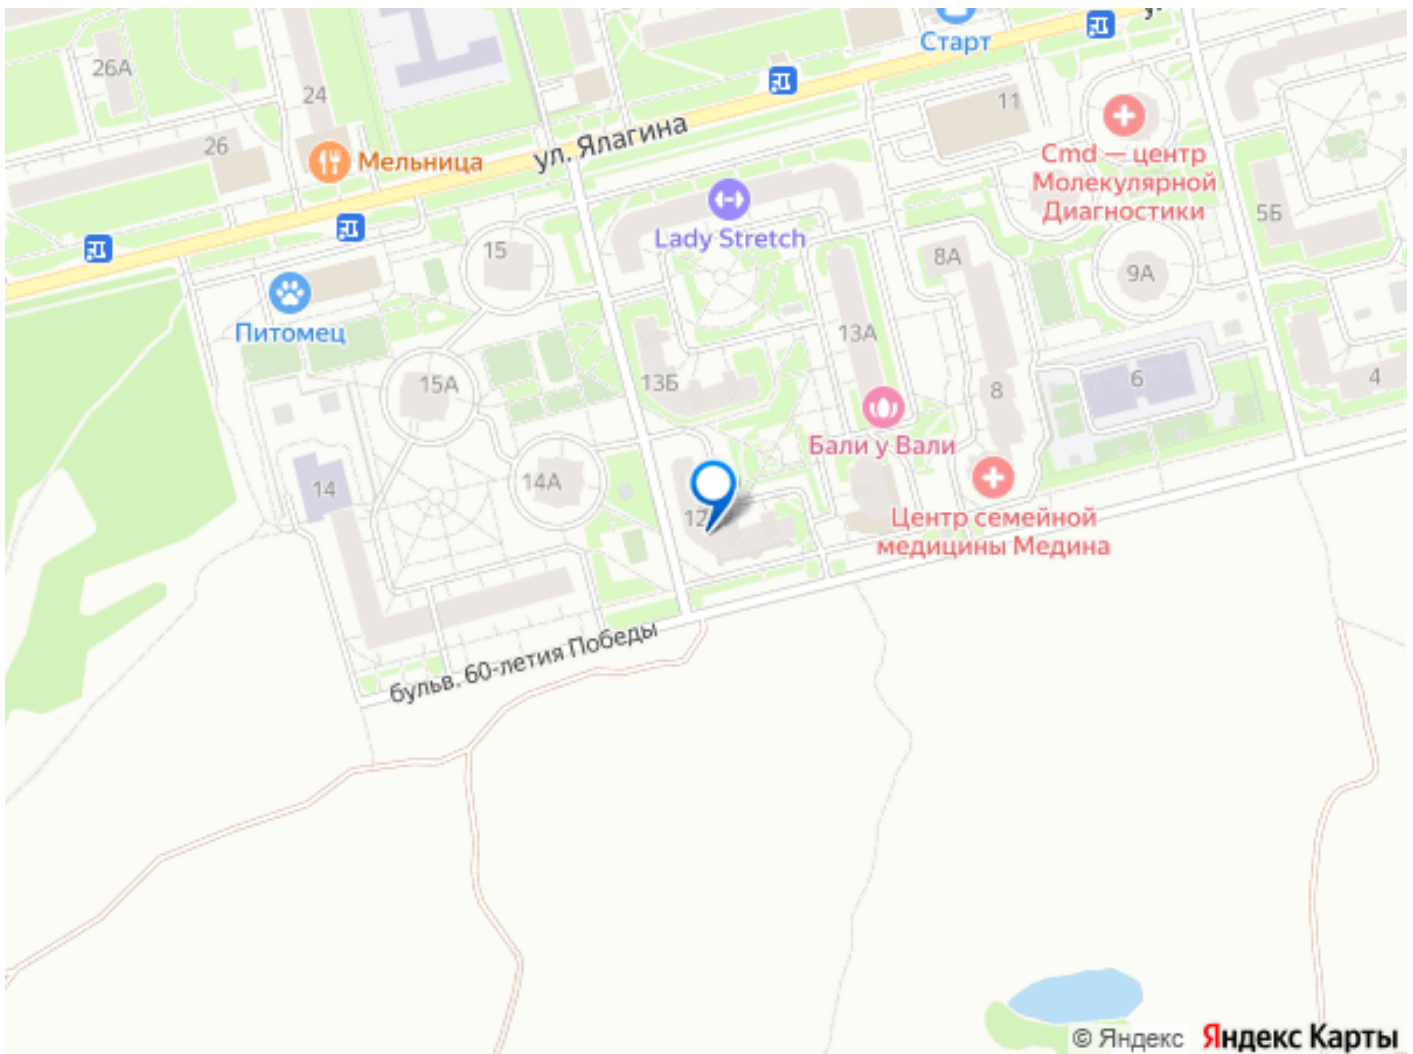 Старт
26А
24
11
ул. Ялагина
26
Мельница
Cmd — центр
Молекулярной
Диагностики
5Б
Lady Stretch
15
8А
9А
Питомец
13А
15А
13Б
6
4
8
Бали у Вали
14
14А
12
Центр семейной
медицины Медина
бульв. 60-летия Победы
© Яндекс Яндекс Карты